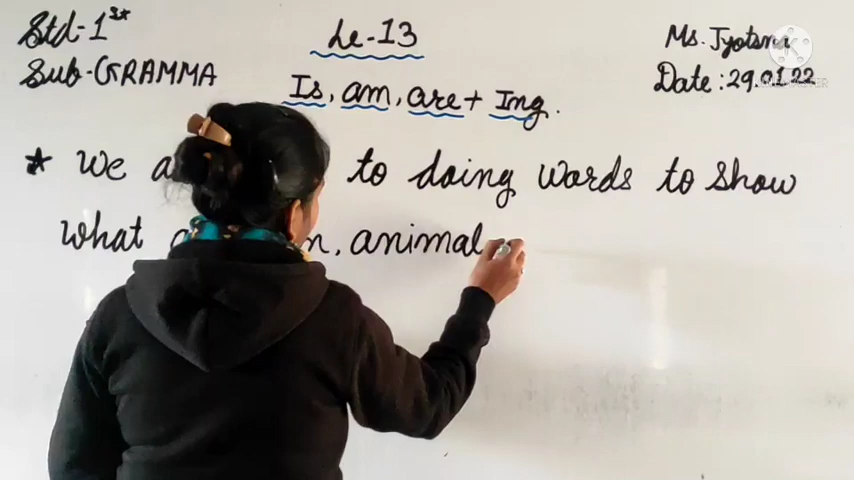 Std-1st
Le-13
Ms. Jyotsna
Sub-GRAMMA
Date: 29.01.22
Is, am, are + Ing.
* We a to doing words to show
what a n, animal